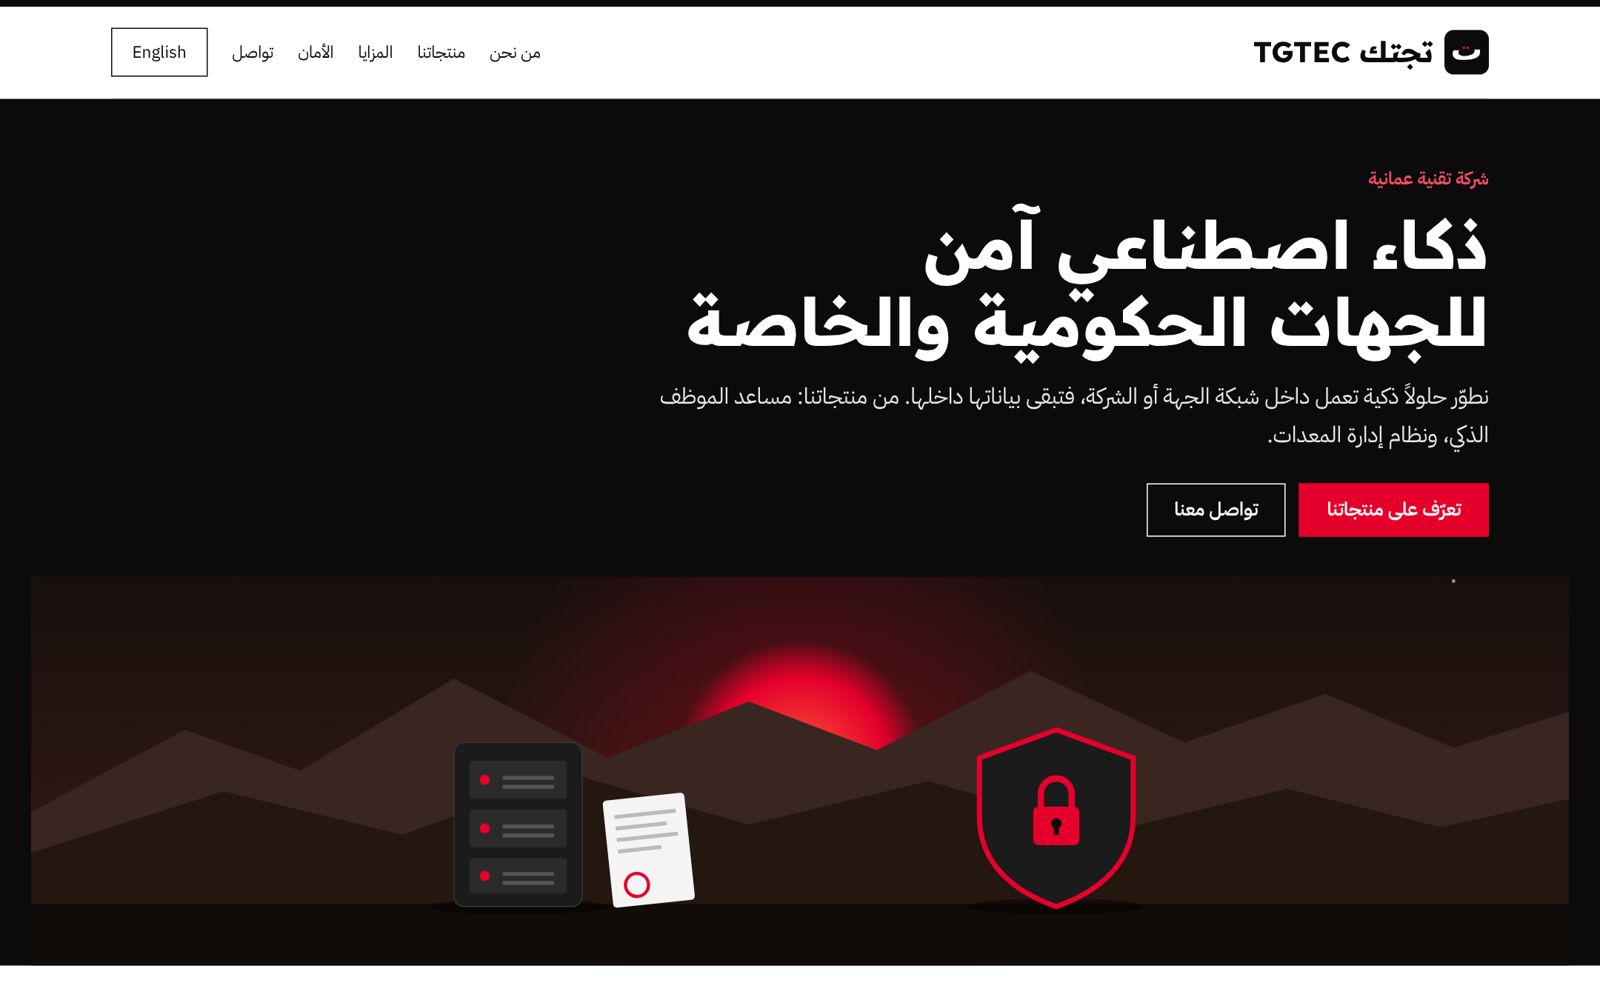 ت
تجتك TGTEC
من نحن
منتجاتنا
المزايا
الأمان
تواصل
English
شركة تقنية عمانية
ذكاء اصطناعي آمن
للجهات الحكومية والخاصة
نطوّر حلولاً ذكية تعمل داخل شبكة الجهة أو الشركة، فتبقى بياناتها داخلها. من منتجاتنا: مساعد الموظف
الذكي، ونظام إدارة المعدات.
تعرّف على منتجاتنا
تواصل معنا